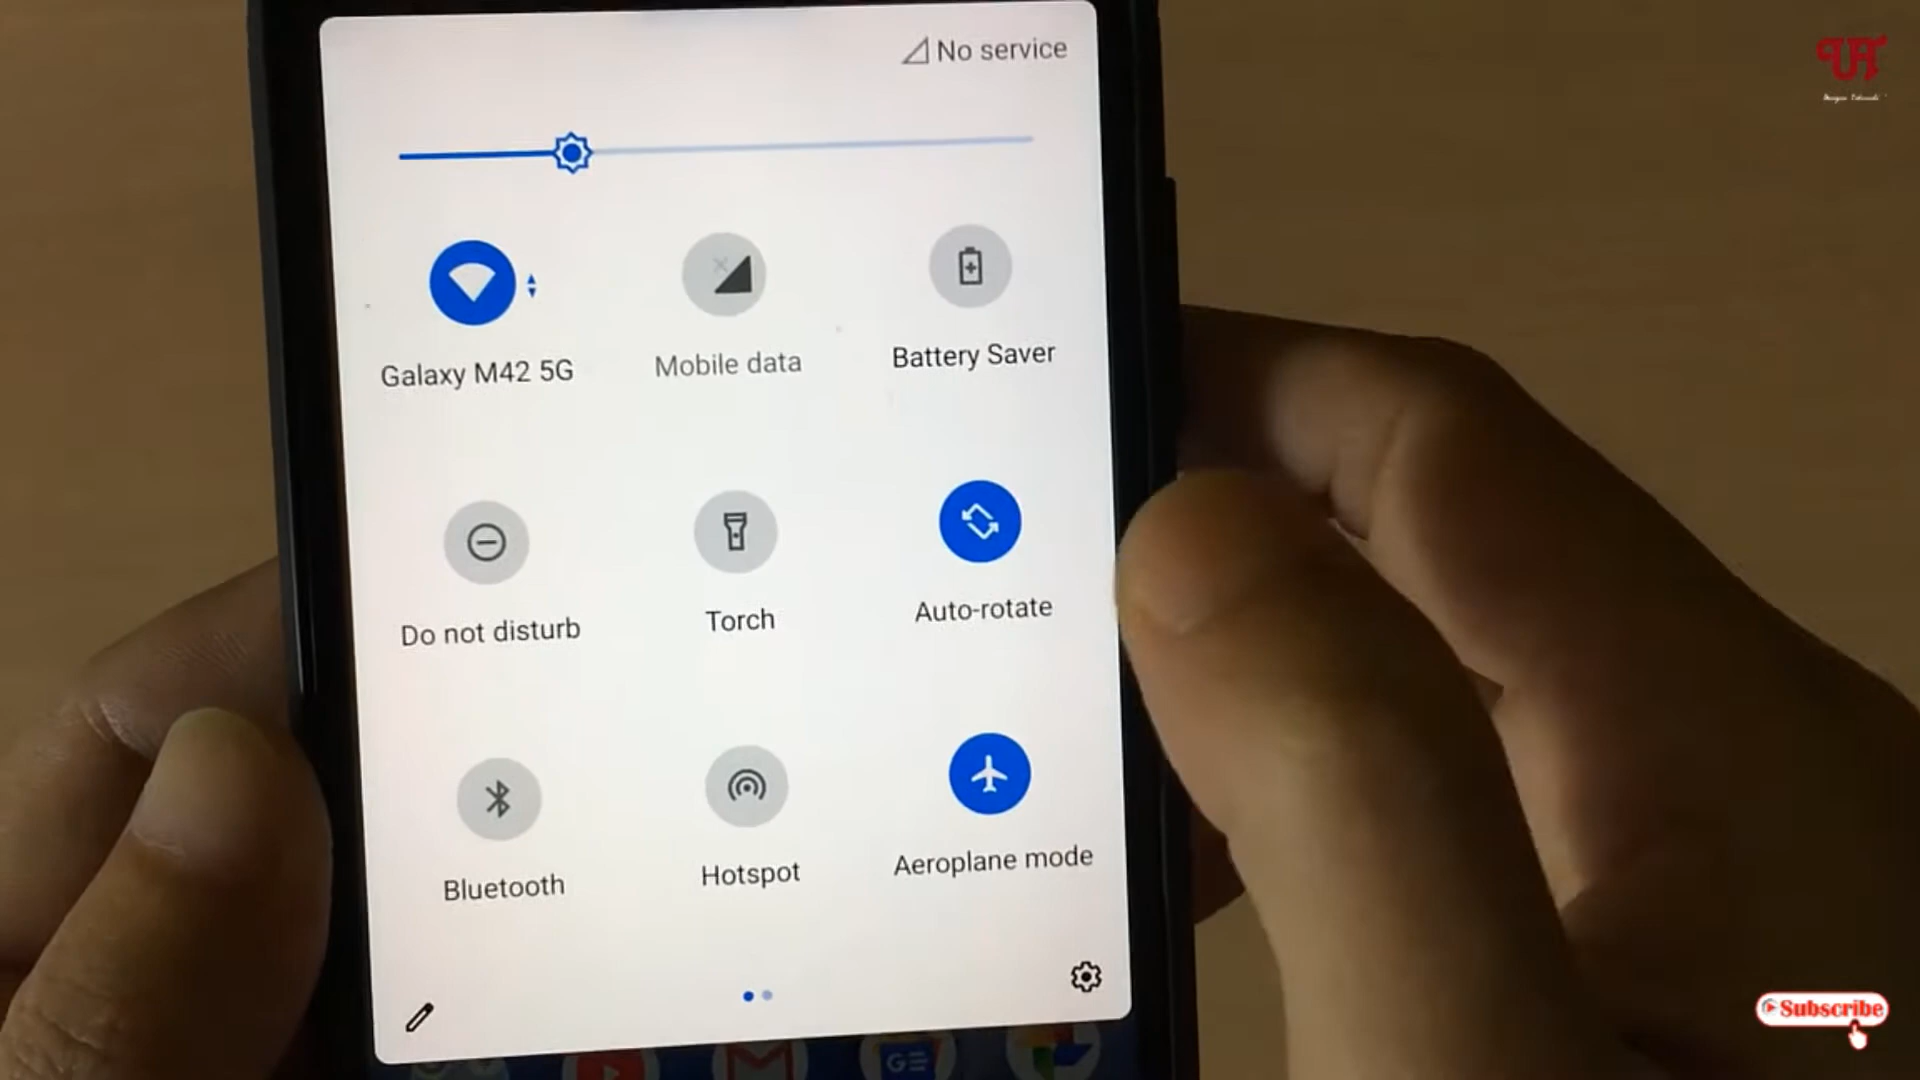 No service
Galaxy M42 5G
Mobile data
Battery Saver
Do not disturb
Torch
Auto-rotate
Bluetooth
Hotspot
Aeroplane mode
GE
Subscribe